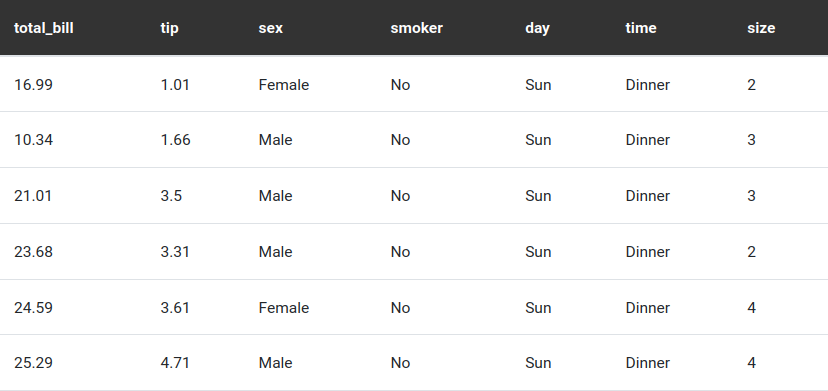 total_bill tip sex smoker day time size
16.99 1.01 Female No Sun Dinner 2
10.34 1.66 Male No Sun Dinner 3
21.01 3.5 Male No Sun Dinner 3
23.68 3.31 Male No Sun Dinner 2
24.59 3.61 Female No Sun Dinner 4
25.29 4.71 Male No Sun Dinner 4